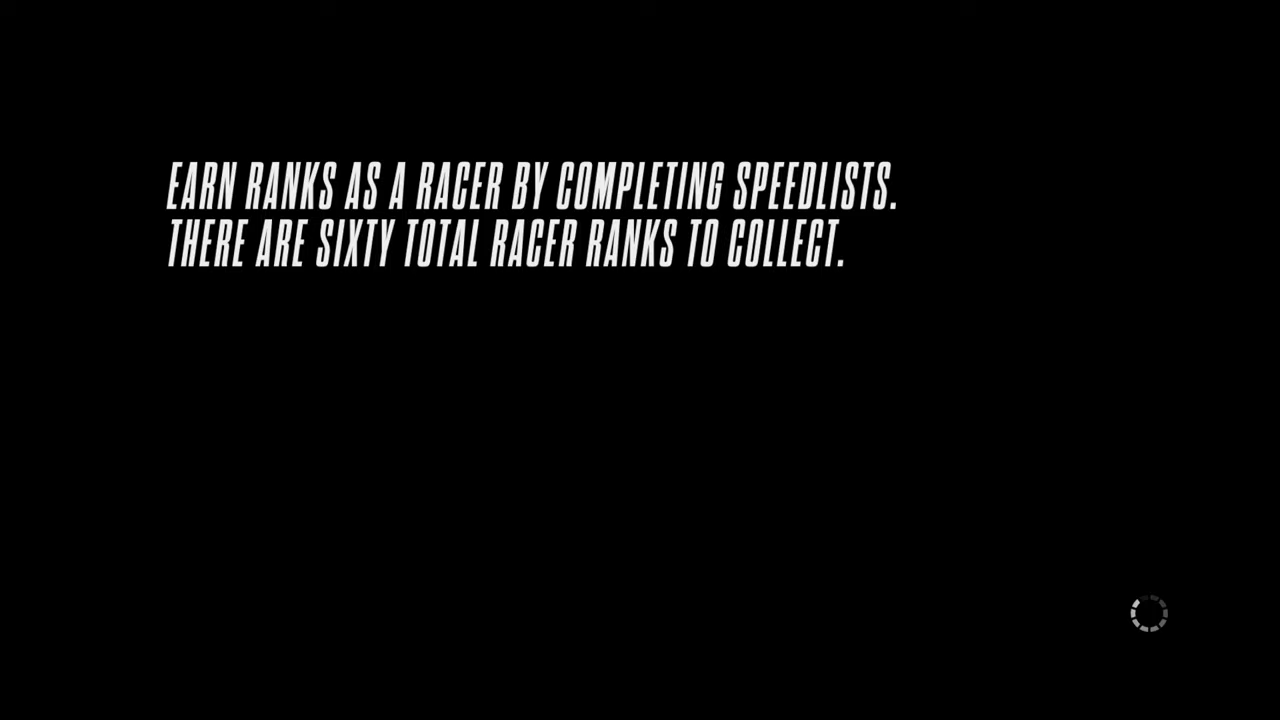 EARN RANKS AS A RACER BY COMPLETING SPEEDLISTS.
THERE ARE SIXTY TOTAL RACER RANKS TO COLLECT.